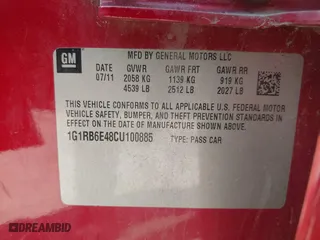 GM
MFD BY GENERAL MOTORS LLC
DATE GVWR GAWR FRT GAWR RR
07/11 2058 KG 1139 KG 919 KG
4539 LB 2512 LB 2027 LB
THIS VEHICLE CONFORMS TO ALL APPLICABLE U.S. FEDERAL MOTOR
VEHICLE SAFETY, BUMPER, AND THEFT PREVENTION STANDARDS
IN EFFECT ON THE DATE OF MANUFACTURE SHOWN ABOVE.
1G1RB6E48CU100885 TYPE: PASS CAR
DREAMBID